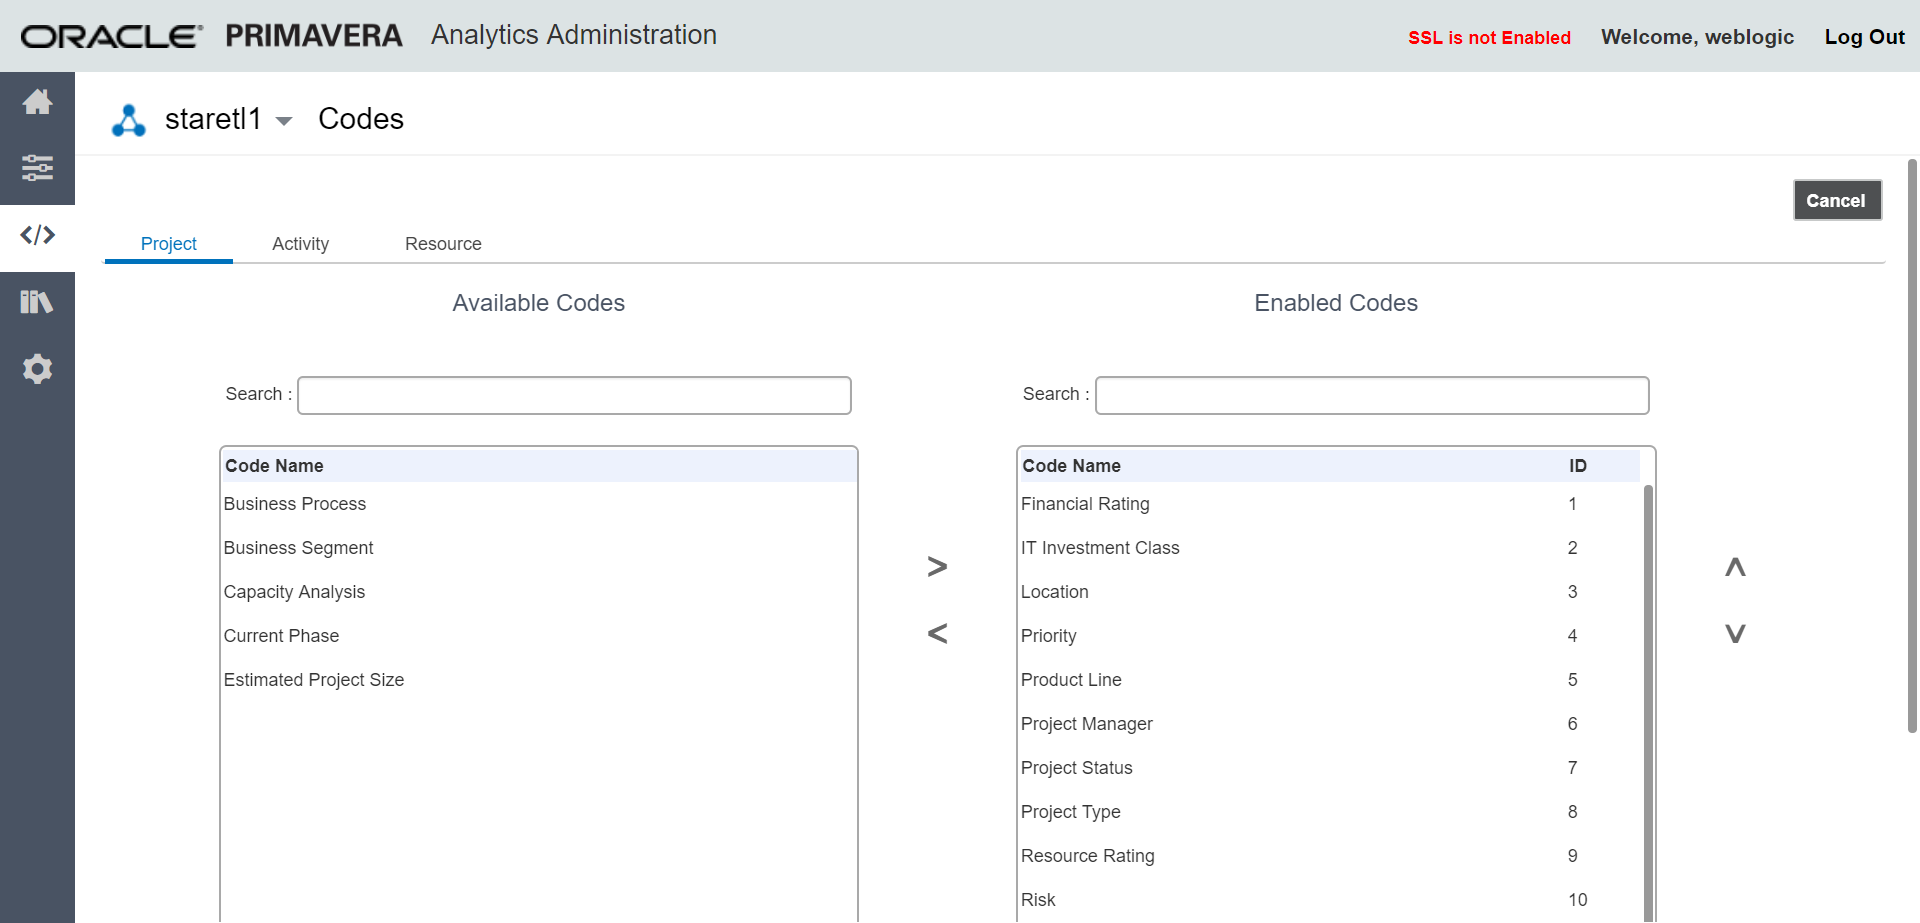 ORACLE® PRIMAVERA Analytics Administration SSL is not Enabled Welcome, weblogic Log Out
staretl1 Codes
Cancel
Project Activity Resource
Available Codes Enabled Codes
Search : Search :
Code Name Code Name ID
Business Process Financial Rating 1
Business Segment IT Investment Class 2
Capacity Analysis Location 3
Current Phase Priority 4
Estimated Project Size Product Line 5
Project Manager 6
Project Status 7
Project Type 8
Resource Rating 9
Risk 10